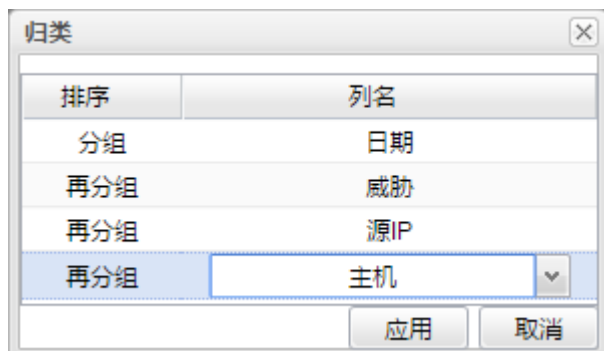 归类
排序 列名
分组 日期
再分组 威胁
再分组 源IP
再分组 主机
应用 取消